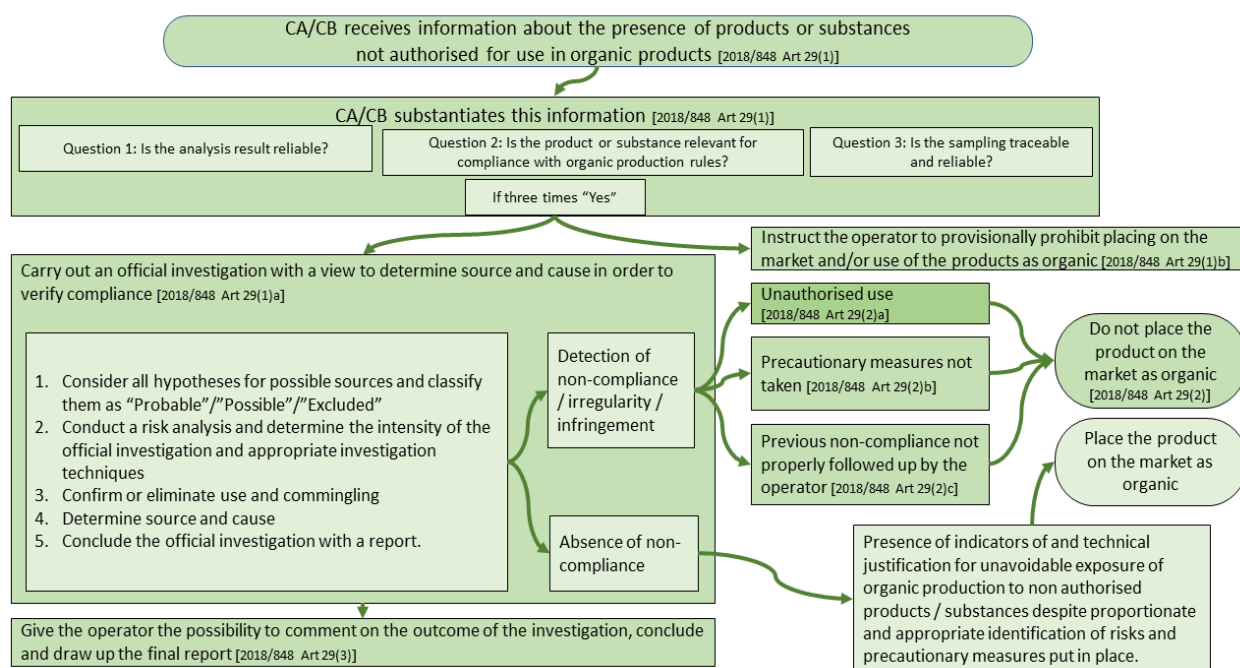 CA/CB receives information about the presence of products or substances
not authorised for use in organic products [2018/848 Art 29(1)]
CA/CB substantiates this information [2018/848 Art 29(1)]
Question 1: Is the analysis result reliable?
Question 2: Is the product or substance relevant for
compliance with organic production rules?
Question 3: Is the sampling traceable
and reliable?
If three times “Yes”
Instruct the operator to provisionally prohibit placing on the
market and/or use of the products as organic [2018/848 Art 29(1)b]
Carry out an official investigation with a view to determine source and cause in order to
verify compliance [2018/848 Art 29(1)a]
1. Consider all hypotheses for possible sources and classify
them as “Probable”/”Possible”/”Excluded”
2. Conduct a risk analysis and determine the intensity of the
official investigation and appropriate investigation
techniques
3. Confirm or eliminate use and commingling
4. Determine source and cause
5. Conclude the official investigation with a report.
Detection of
non-compliance
/ irregularity /
infringement
Absence of non-
compliance
Unauthorised use
[2018/848 Art 29(2)a]
Precautionary measures not
taken [2018/848 Art 29(2)b]
Previous non-compliance not
properly followed up by the
operator [2018/848 Art 29(2)c]
Do not place the
product on the
market as organic
[2018/848 Art 29(2)]
Place the product
on the market as
organic
Presence of indicators of and technical
justification for unavoidable exposure of
organic production to non authorised
products / substances despite proportionate
and appropriate identification of risks and
precautionary measures put in place.
Give the operator the possibility to comment on the outcome of the investigation, conclude
and draw up the final report [2018/848 Art 29(3)]